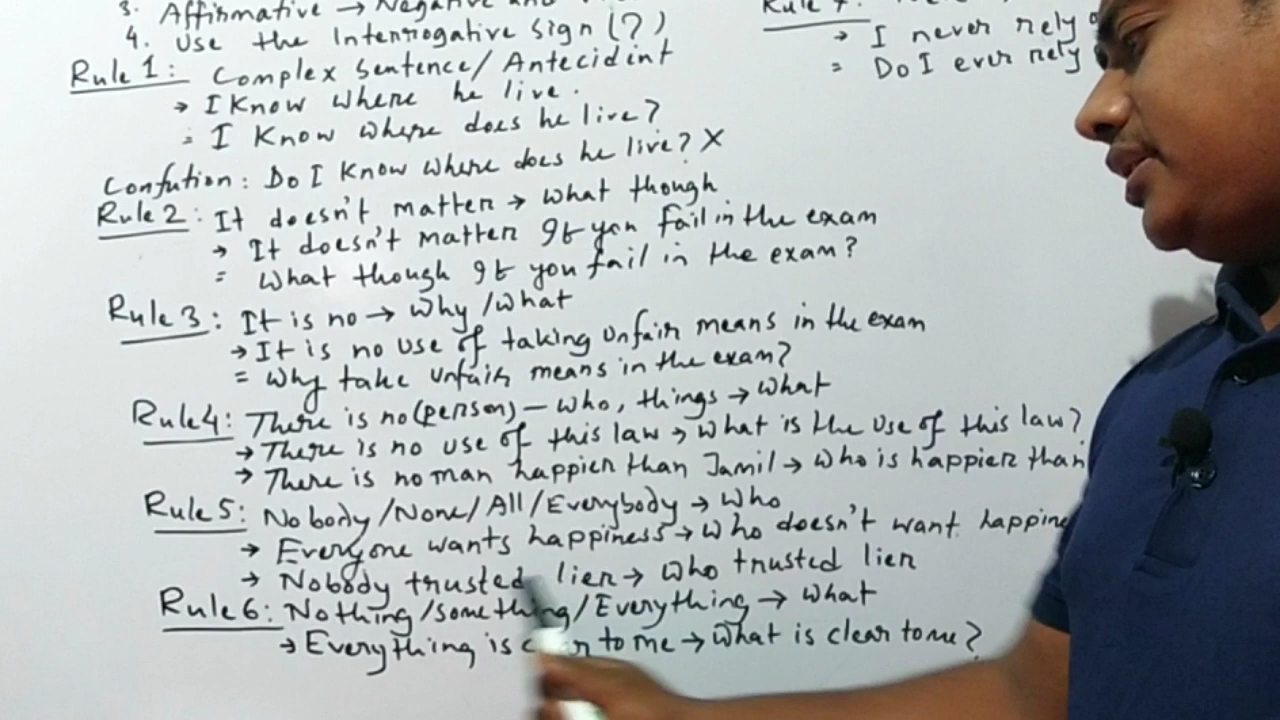 3. Affirmative → Negative and
4. Use the Interrogative Sign (?)
Rule 1: Complex Sentence/Antecidint
→ I Know where he live.
= I Know where does he live?
Confution: Do I Know where does he live? X
Rule 2: It doesn't matter → what though
→ It doesn't matter If you fail in the exam
= What though If you fail in the exam?
Rule 3: It is no → Why/what
→ It is no use of taking Unfair means in the exam
= Why take Unfair means in the exam?
Rule 4: There is no (person) - who, things → what
→ There is no use of this law → what is the use of this law?
→ There is no man happier than Jamil → Who is happier than
Rule 5: Nobody/None/All/Everybody → Who
→ Everyone wants happiness → Who doesn't want
→ Nobody trusted lier → Who trusted lier
Rule 6: Nothing/Something/Everything → What
→ Everything is to me → What is clear to me?
Rule
→ I never rely
= Do I ever rely